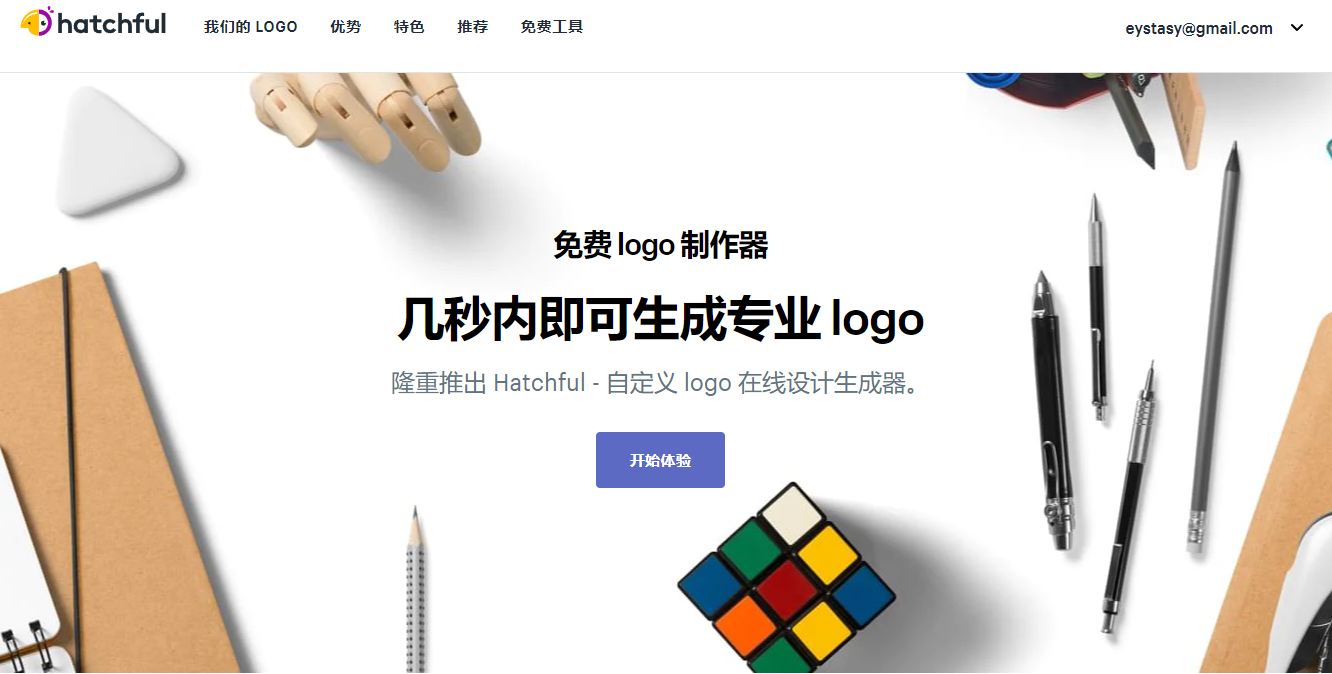 hatchful 我们的 LOGO 优势 特色 推荐 免费工具 eystasy@gmail.com
免费 logo 制作器
几秒内即可生成专业 logo
隆重推出 Hatchful - 自定义 logo 在线设计生成器。
开始体验